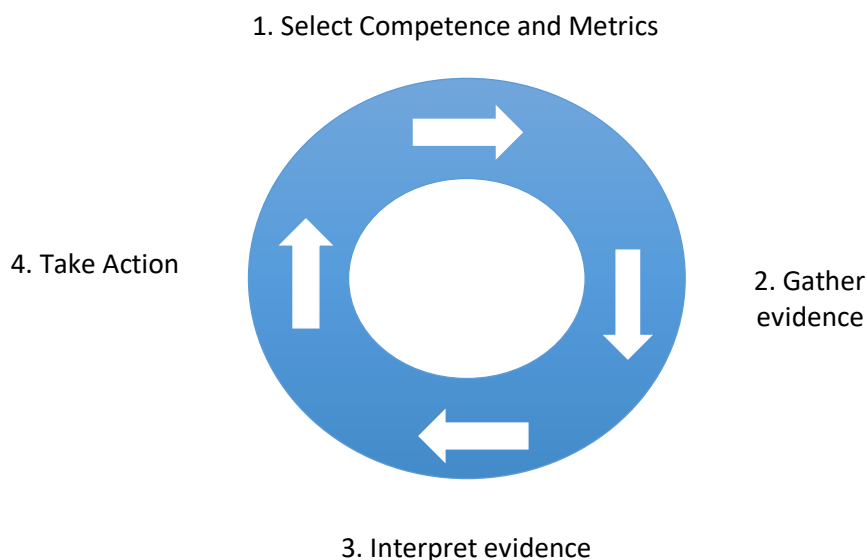 1. Select Competence and Metrics
4. Take Action
2. Gather
evidence
3. Interpret evidence